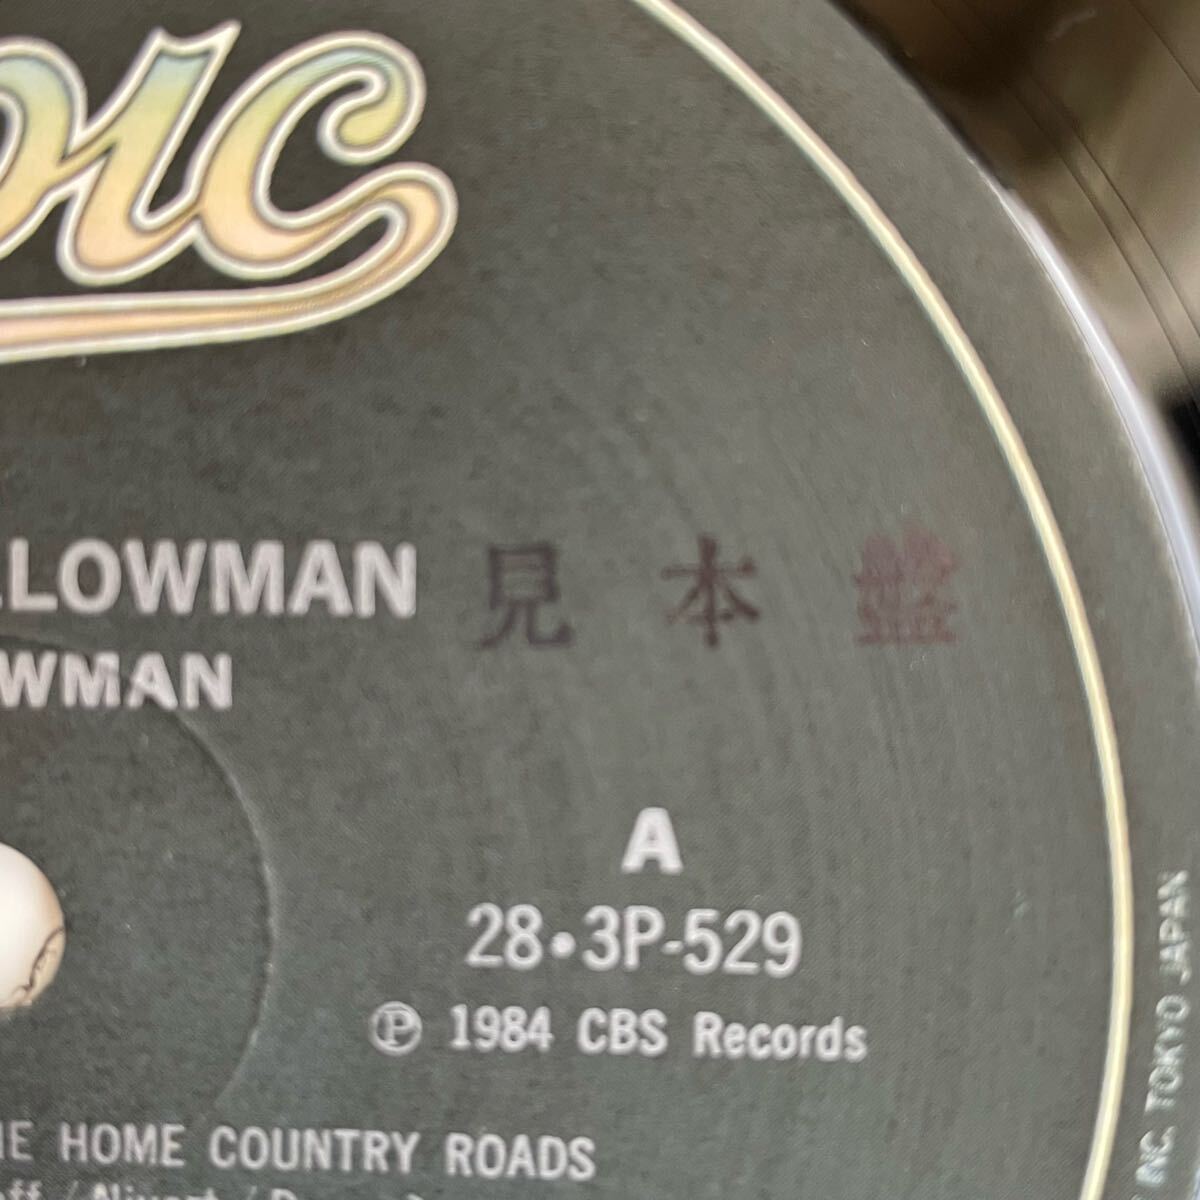 pic
LLOWMAN 見本盤
WMAN
A
28・3P-529
Ⓟ 1984 CBS Records
HOME COUNTRY ROADS
INC. TOKYO JAPAN